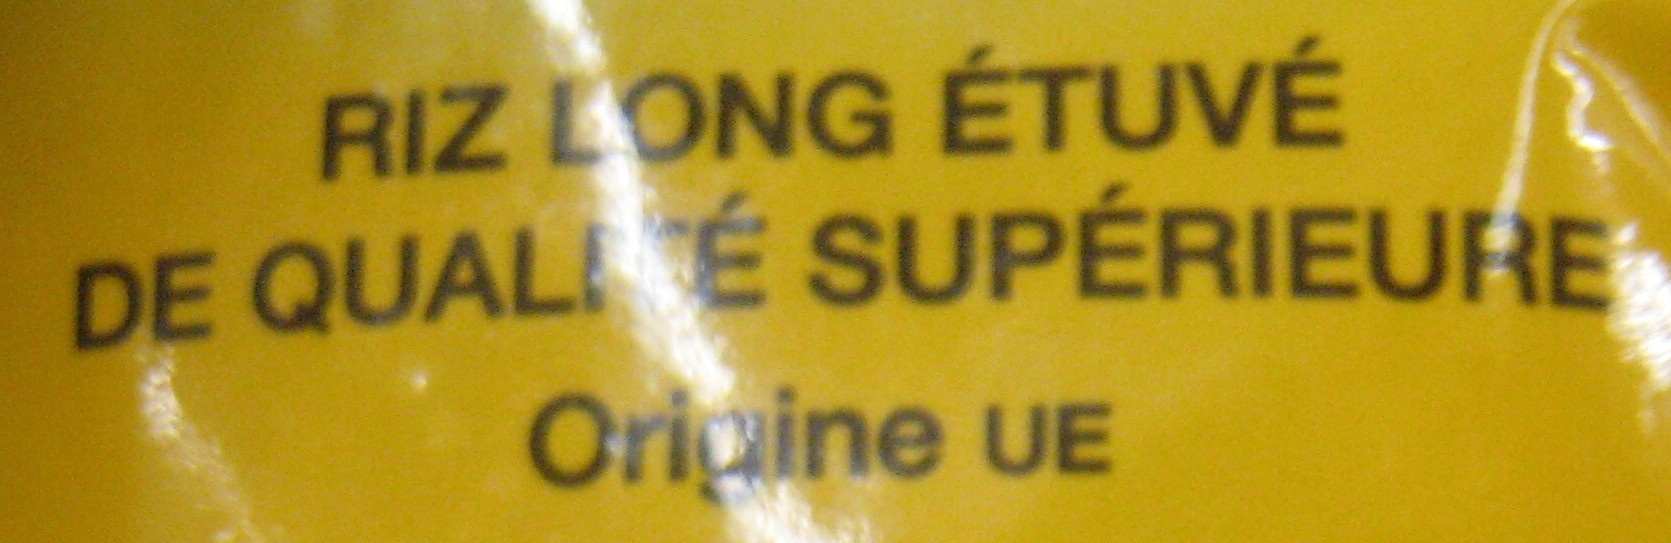 RIZ LONG ÉTUVÉ
DE QUALITÉ SUPÉRIEURE
Origine UE